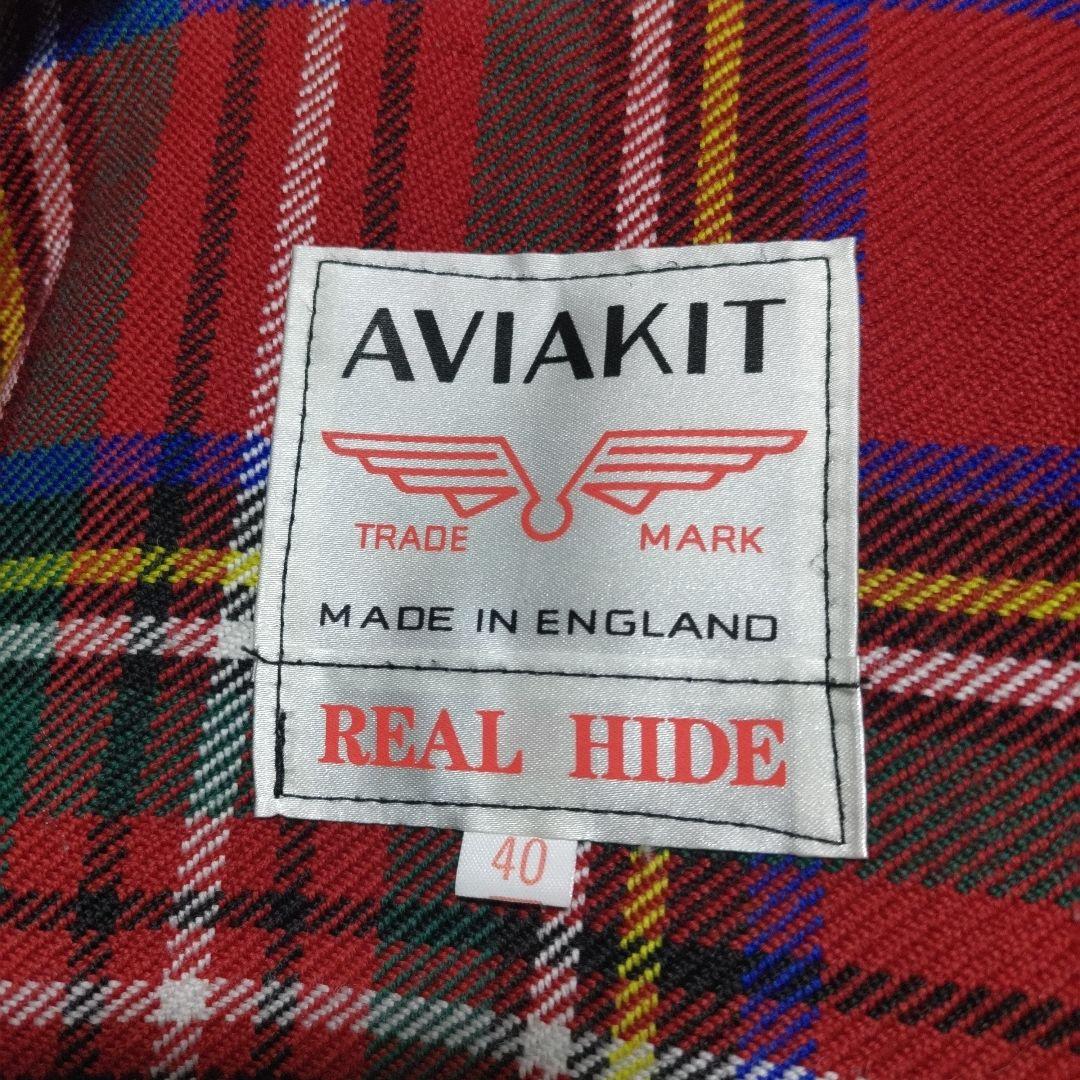 AVIAKIT
TRADE MARK
MADE IN ENGLAND
REAL HIDE
40